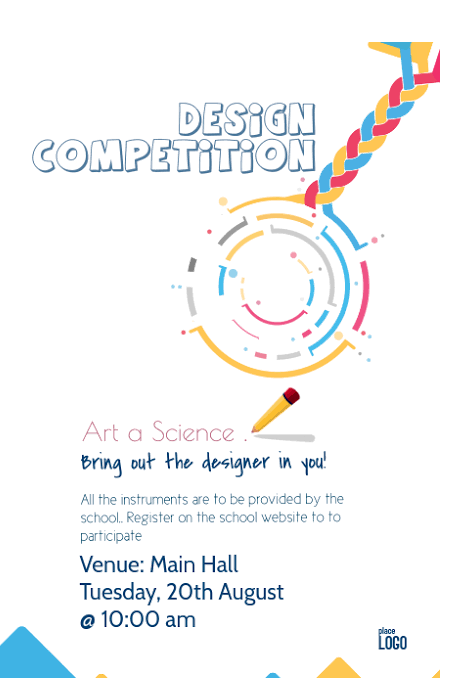 DESiGN
COMPETiTiON
Art a Science .
Bring out the designer in you!
All the instruments are to be provided by the
school.. Register on the school website to to
participate
Venue: Main Hall
Tuesday, 20th August
@ 10:00 am
place
LOGO